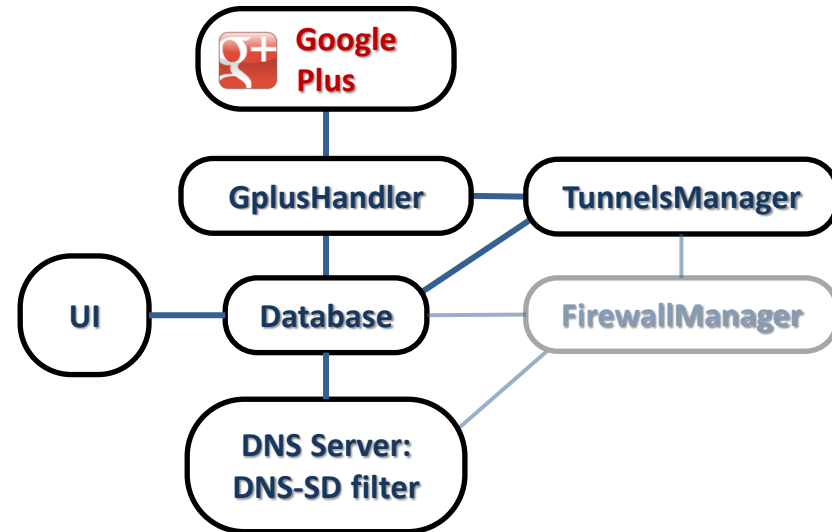 g+
Google
Plus
GplusHandler
TunnelsManager
UI
Database
FirewallManager
DNS Server:
DNS-SD filter